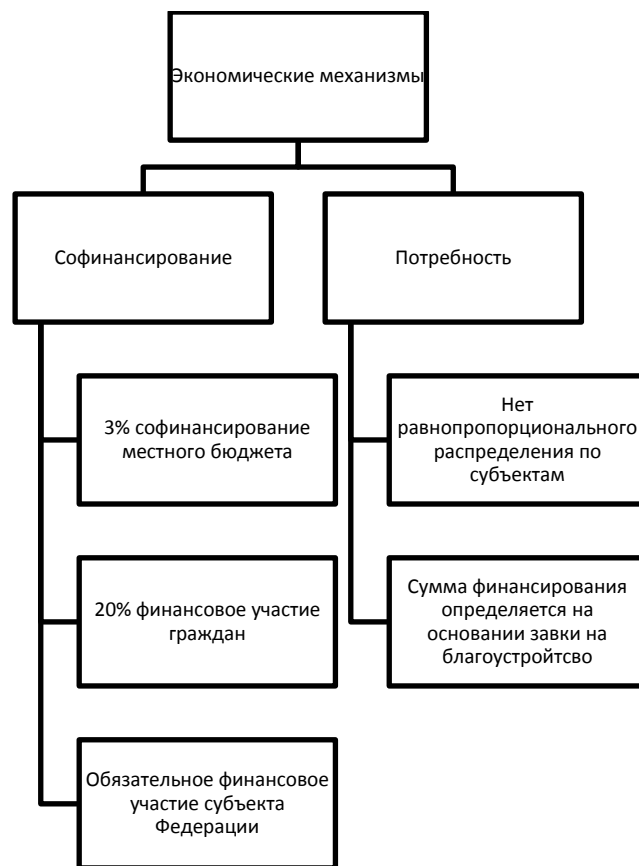 Экономические механизмы
Софинансирование
Потребность
3% софинансирование
местного бюджета
Нет
равнопропорционального
распределения по
субъектам
20% финансовое участие
граждан
Сумма финансирования
определяется на
основании завки на
благоустройтсво
Обязательное финансовое
участие субъекта
Федерации